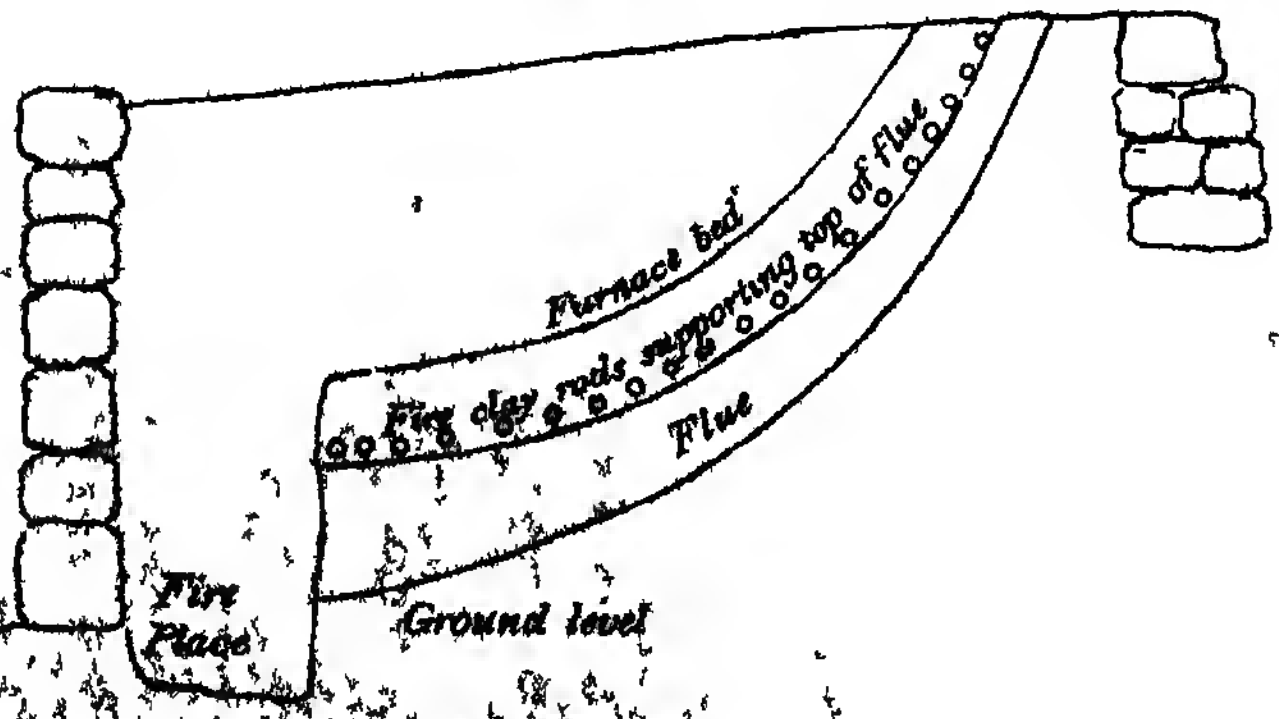 Furnace bed
Fire clay rods supporting top of flue
Flue
Fire
Place
Ground level